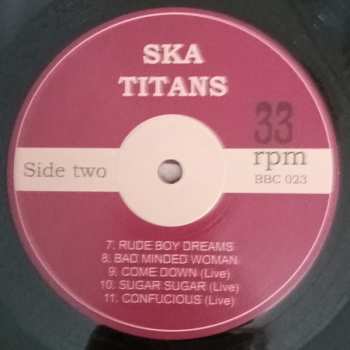 SKA
TITANS
33
rpm
Side two
BBC 023
7. RUDE BOY DREAMS
8. BAD MINDED WOMAN
9. COME DOWN (Live)
10. SUGAR SUGAR (Live)
11. CONFUCIOUS (Live)